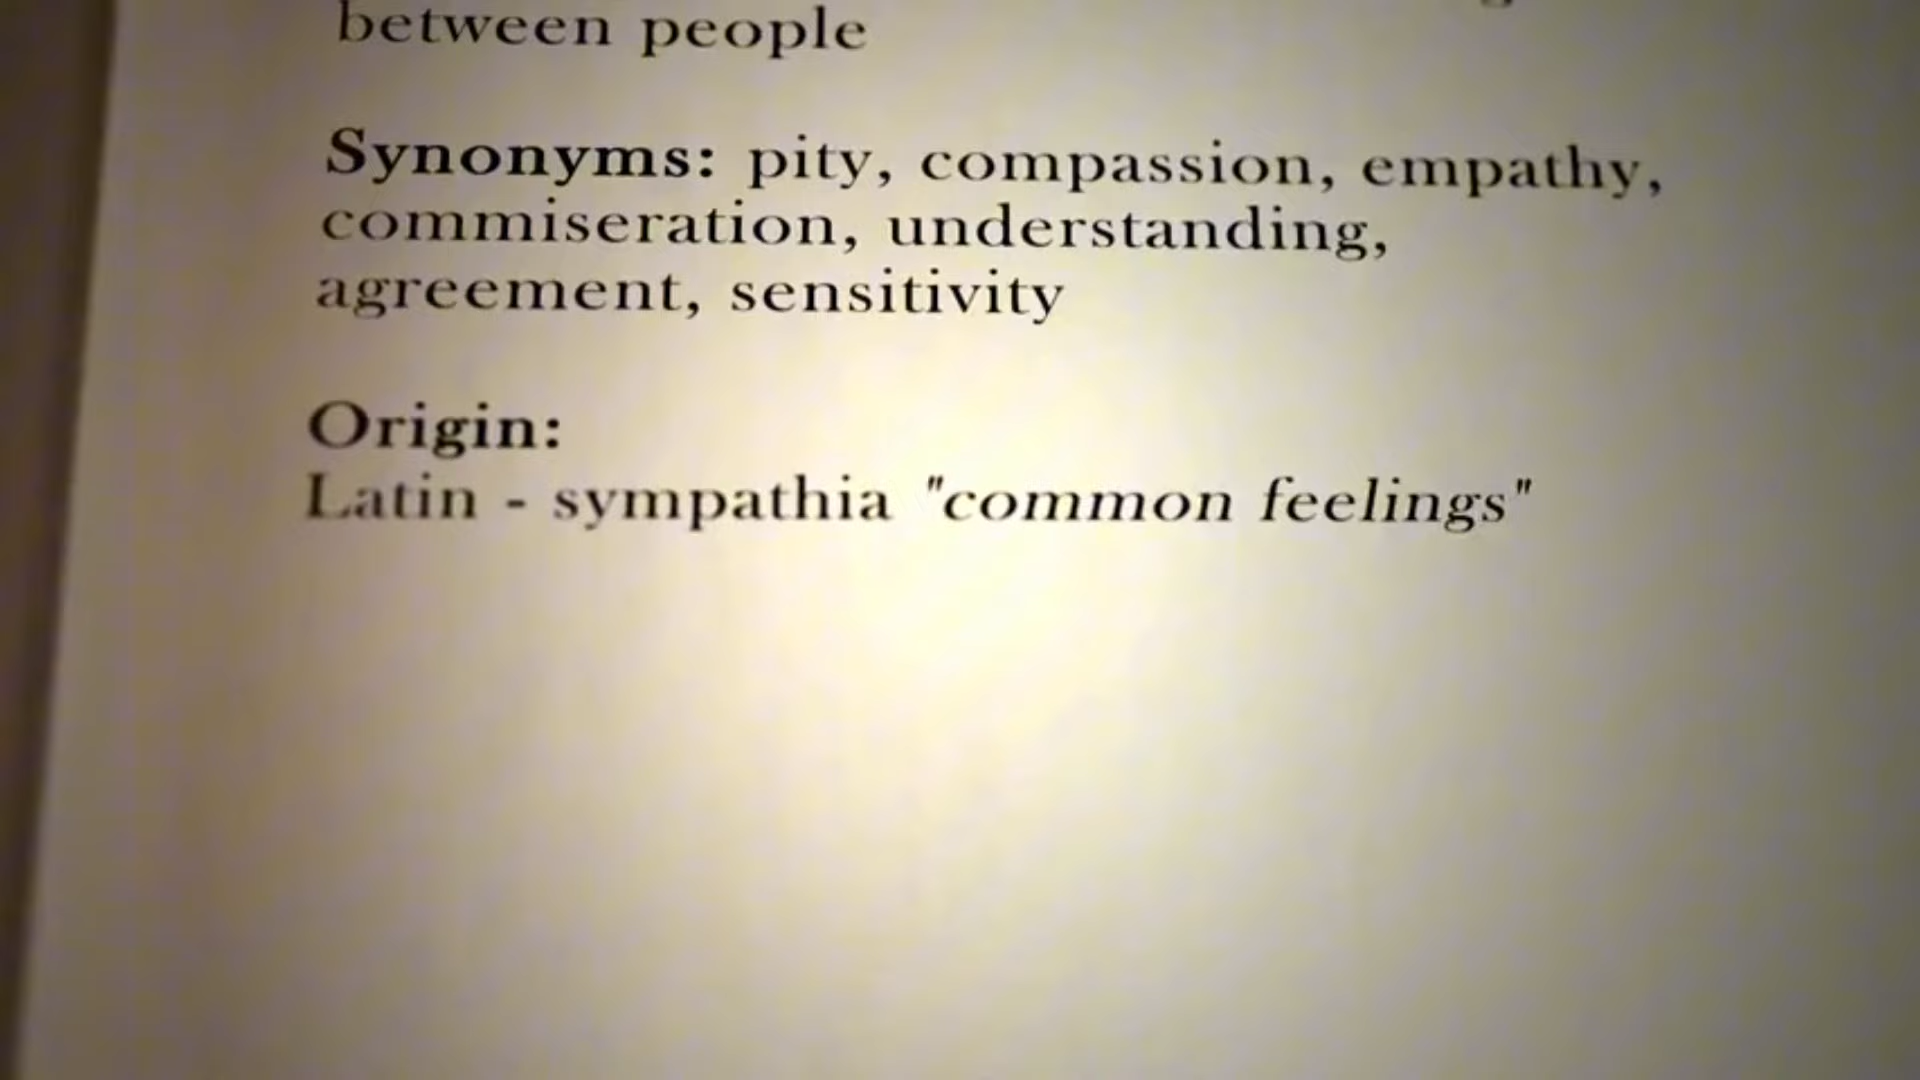 between people
Synonyms: pity, compassion, empathy,
commiseration, understanding,
agreement, sensitivity
Origin:
Latin - sympathia "common feelings"